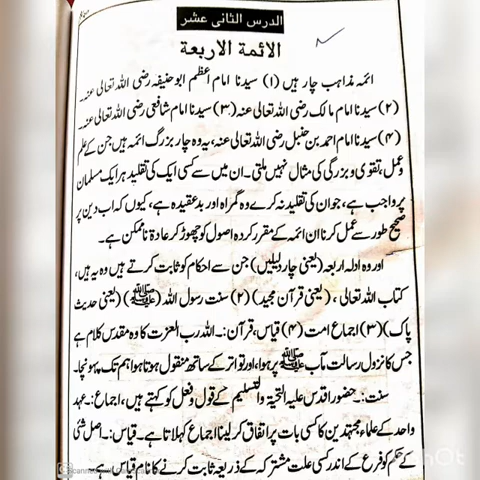 الدرس الثانی عشر
الائمة الاربعة
ائمہ مذاہب چار ہیں (۱) سیدنا امام اعظم ابوحنیفہ رضی اللہ تعالی عنہ۔
(۲) سیدنا امام مالک رضی اللہ تعالی عنہ (۳) سیدنا امام شافعی رضی اللہ تعالی عنہ۔
(۴) سیدنا امام احمد بن حنبل رضی اللہ تعالی عنہ، یہ وہ چار بزرگ ائمہ ہیں جن کے علم
وعمل، تقوی و بزرگی کی مثال نہیں ملتی۔ ان میں سے کسی ایک کی تقلید ہر ایک مسلمان
پر واجب ہے، جو ان کی تقلید نہ کرے وہ گمراہ اور بدعقیدہ ہے، کیوں کہ اب دین پر
صحیح طور سے عمل کرنا ان ائمہ کے مقرر کردہ اصول کو چھوڑ کر عادۃ ناممکن ہے۔
اور وہ ادلہ اربعہ (یعنی چار دلیلیں) جن سے احکام کو ثابت کرتے ہیں وہ یہ ہیں،
کتاب اللہ تعالی، (یعنی قرآن مجید) (۲) سنت رسول اللہ (ﷺ) (یعنی حدیث
پاک) (۳) اجماع امت (۴) قیاس، قرآن:۔ اللہ رب العزت کا وہ مقدس کلام ہے
جس کا نزول رسالت مآب ﷺ پر ہوا، اور تواتر کے ساتھ منقول ہوتا ہوا ہم تک پہونچا۔
سنت:۔ حضور اقدس علیہ التحیۃ والتسلیم کے قول و فعل کو کہتے ہیں، اجماع:۔ عہد
واحد کے علماء مجتہدین کا کسی بات پر اتفاق کر لینا اجماع کہلاتا ہے۔ قیاس:۔ اصل شئ
کے حکم کو فرع کے اندر کسی علت مشترکہ کے ذریعہ ثابت کرنے کا نام قیاس ہے۔